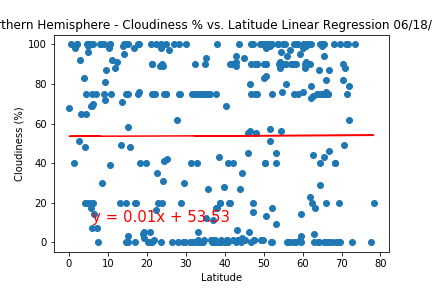 rthern Hemisphere - Cloudiness % vs. Latitude Linear Regression 06/18/
100
80
60
40
20
0
Cloudiness (%)
y = 0.01x + 53.53
0 10 20 30 40 50 60 70 80
Latitude